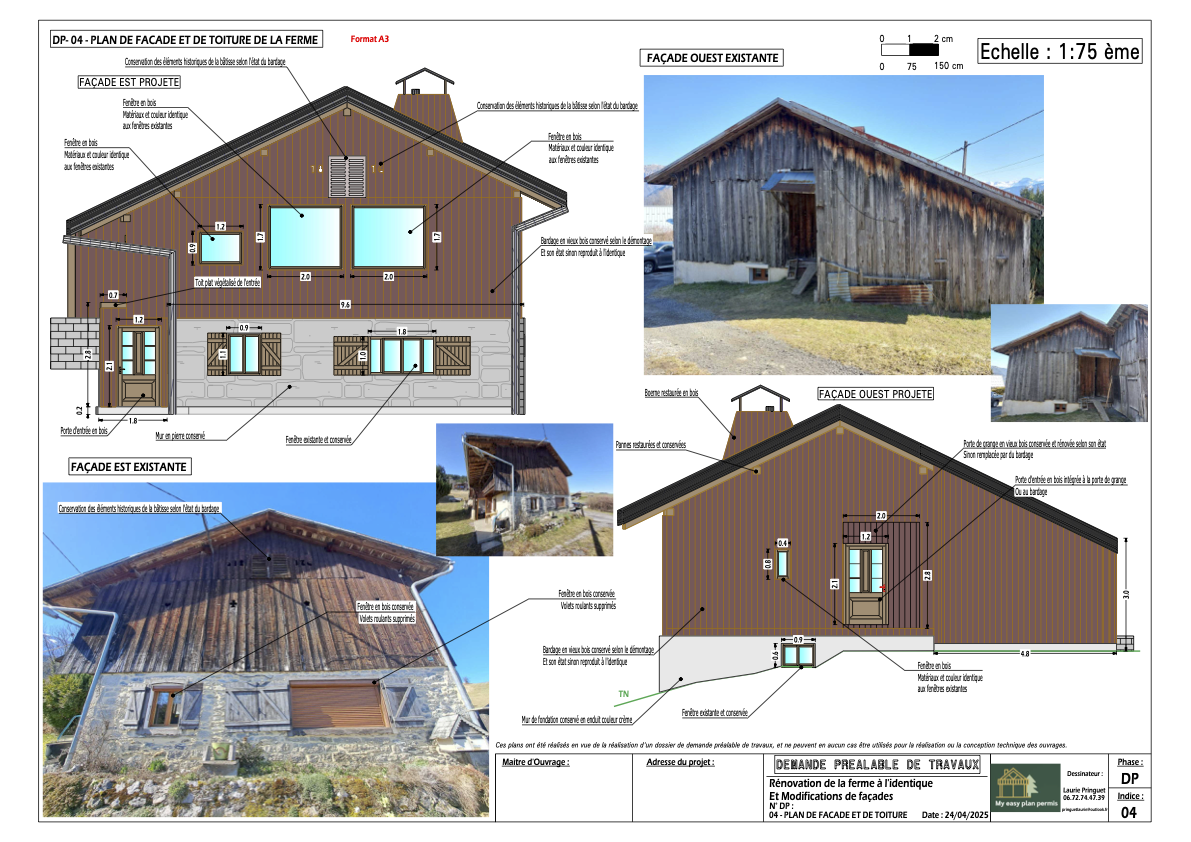 DP- 04 - PLAN DE FACADE ET DE TOITURE DE LA FERME
Format A3
0 1 2 cm
0 75 150 cm
Echelle : 1:75 ème
Conservation des éléments historiques de la bâtisse selon l'état du bardage
FAÇADE EST PROJETE
Fenêtre en bois
Matériaux et couleur identique
aux fenêtres existantes
Fenêtre en bois
Matériaux et couleur identique
aux fenêtres existantes
Conservation des éléments historiques de la bâtisse selon l'état du bardage
Fenêtre en bois
Matériaux et couleur identique
aux fenêtres existantes
1.2
0.9
1.7
2.0
2.0
1.7
Bardage en vieux bois conservé selon le démontage
Et son état sinon reproduit à l'identique
Toit plat végétalisé de l'entrée
0.7
9.6
1.2
0.9
1.8
2.8
2.1
1.1
1.0
0.2
1.8
Porte d'entrée en bois
Mur en pierre conservé
Fenêtre existante et conservée
FAÇADE OUEST EXISTANTE
FAÇADE OUEST PROJETE
Boerne restaurée en bois
Pannes restaurées et conservées
Porte de grange en vieux bois conservée et rénovée selon son état
Sinon remplacée par du bardage
Porte d'entrée en bois intégrée à la porte de grange
Ou au bardage
2.0
1.2
0.4
0.8
2.1
2.8
3.0
0.9
0.6
4.8
Bardage en vieux bois conservé selon le démontage
Et son état sinon reproduit à l'identique
Fenêtre en bois
Matériaux et couleur identique
aux fenêtres existantes
TN
Mur de fondation conservé en enduit couleur crème
Fenêtre existante et conservée
FAÇADE EST EXISTANTE
Conservation des éléments historiques de la bâtisse selon l'état du bardage
Fenêtre en bois conservée
Volets roulants supprimés
Fenêtre en bois conservée
Volets roulants supprimés
Ces plans ont été réalisés en vue de la réalisation d'un dossier de demande préalable de travaux, et ne peuvent en aucun cas être utilisés pour la réalisation ou la conception technique des ouvrages.
Maitre d'Ouvrage :
Adresse du projet :
DEMANDE PREALABLE DE TRAVAUX
Rénovation de la ferme à l'identique
Et Modifications de façades
N° DP :
04 - PLAN DE FACADE ET DE TOITURE Date : 24/04/2025
My easy plan permis
Dessinateur :
Laurie Pringuet
06.72.74.47.39
pringuetlaurie@outlook.fr
Phase :
DP
Indice :
04